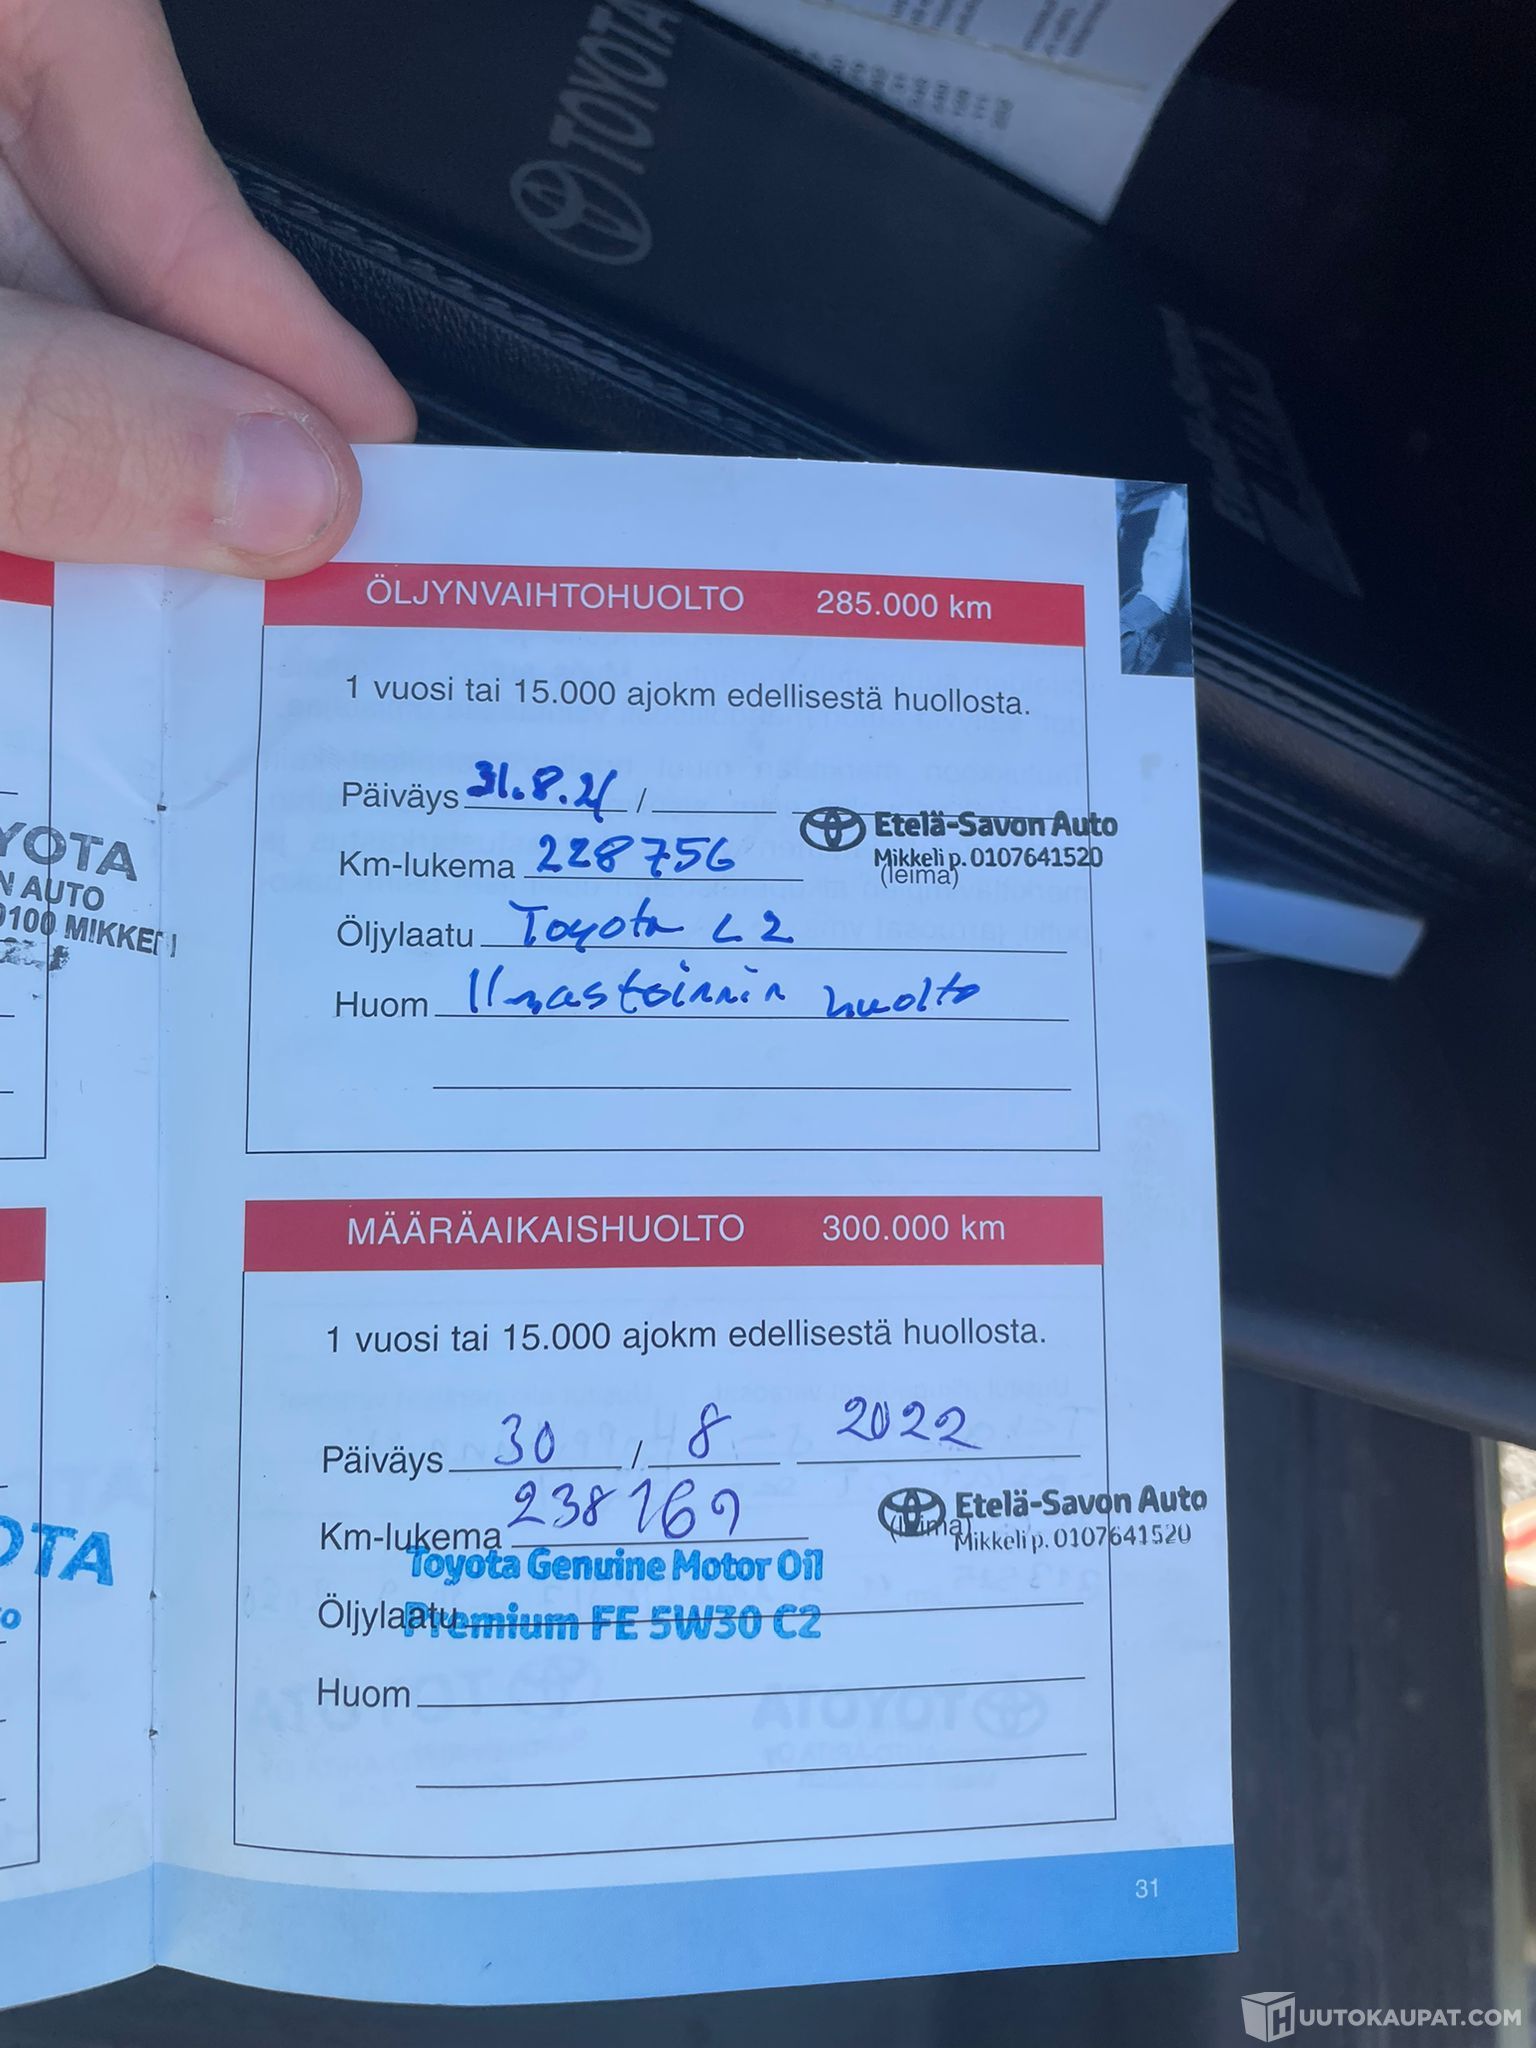 TOYOTA
YOTA
N AUTO
0100 MIKKELI
ÖLJYNVAIHTOHUOLTO 285.000 km
1 vuosi tai 15.000 ajokm edellisestä huollosta.
Päiväys 31.8.21 /
Etelä-Savon Auto
Km-lukema 228756
Mikkeli p. 0107641520
(leima)
Öljylaatu Toyota C2
Huom Ilmastoinnin huolto
MÄÄRÄAIKAISHUOLTO 300.000 km
1 vuosi tai 15.000 ajokm edellisestä huollosta.
Päiväys 30 / 8 2022
Etelä-Savon Auto
Km-lukema 238169
(leima)
Mikkeli p. 0107641520
OTA
Toyota Genuine Motor Oil
Öljylaatu Premium FE 5W30 C2
Huom
31
HUUTOKAUPAT.COM